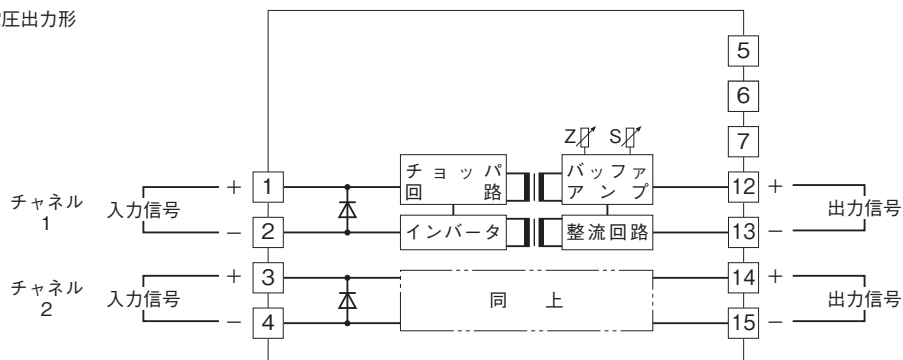 圧出力形
5
6
7
Z S
チョッパ
回路
バッファ
アンプ
インバータ
整流回路
チャネル
1
入力信号
+ 1
− 2
12 +
13 −
出力信号
チャネル
2
入力信号
+ 3
− 4
同上
14 +
15 −
出力信号